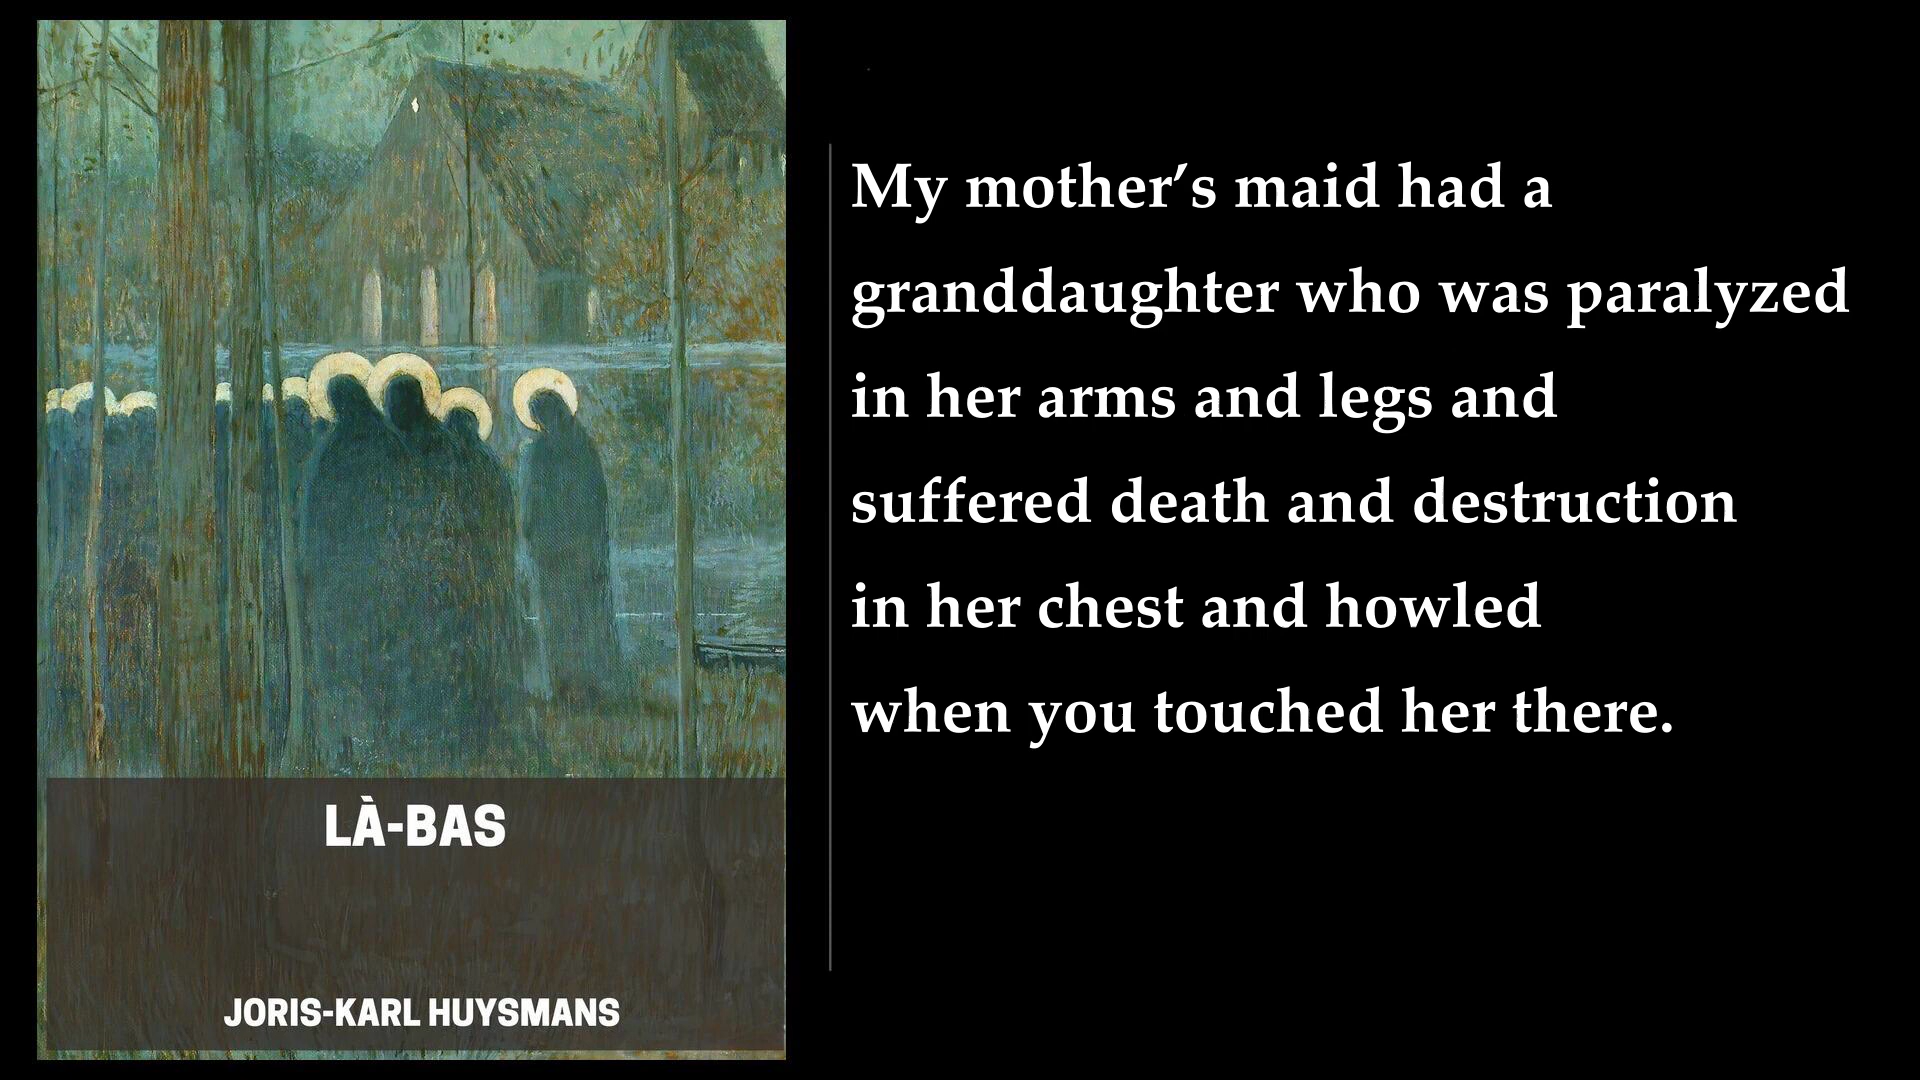 LÀ-BAS
JORIS-KARL HUYSMANS
My mother’s maid had a
granddaughter who was paralyzed
in her arms and legs and
suffered death and destruction
in her chest and howled
when you touched her there.